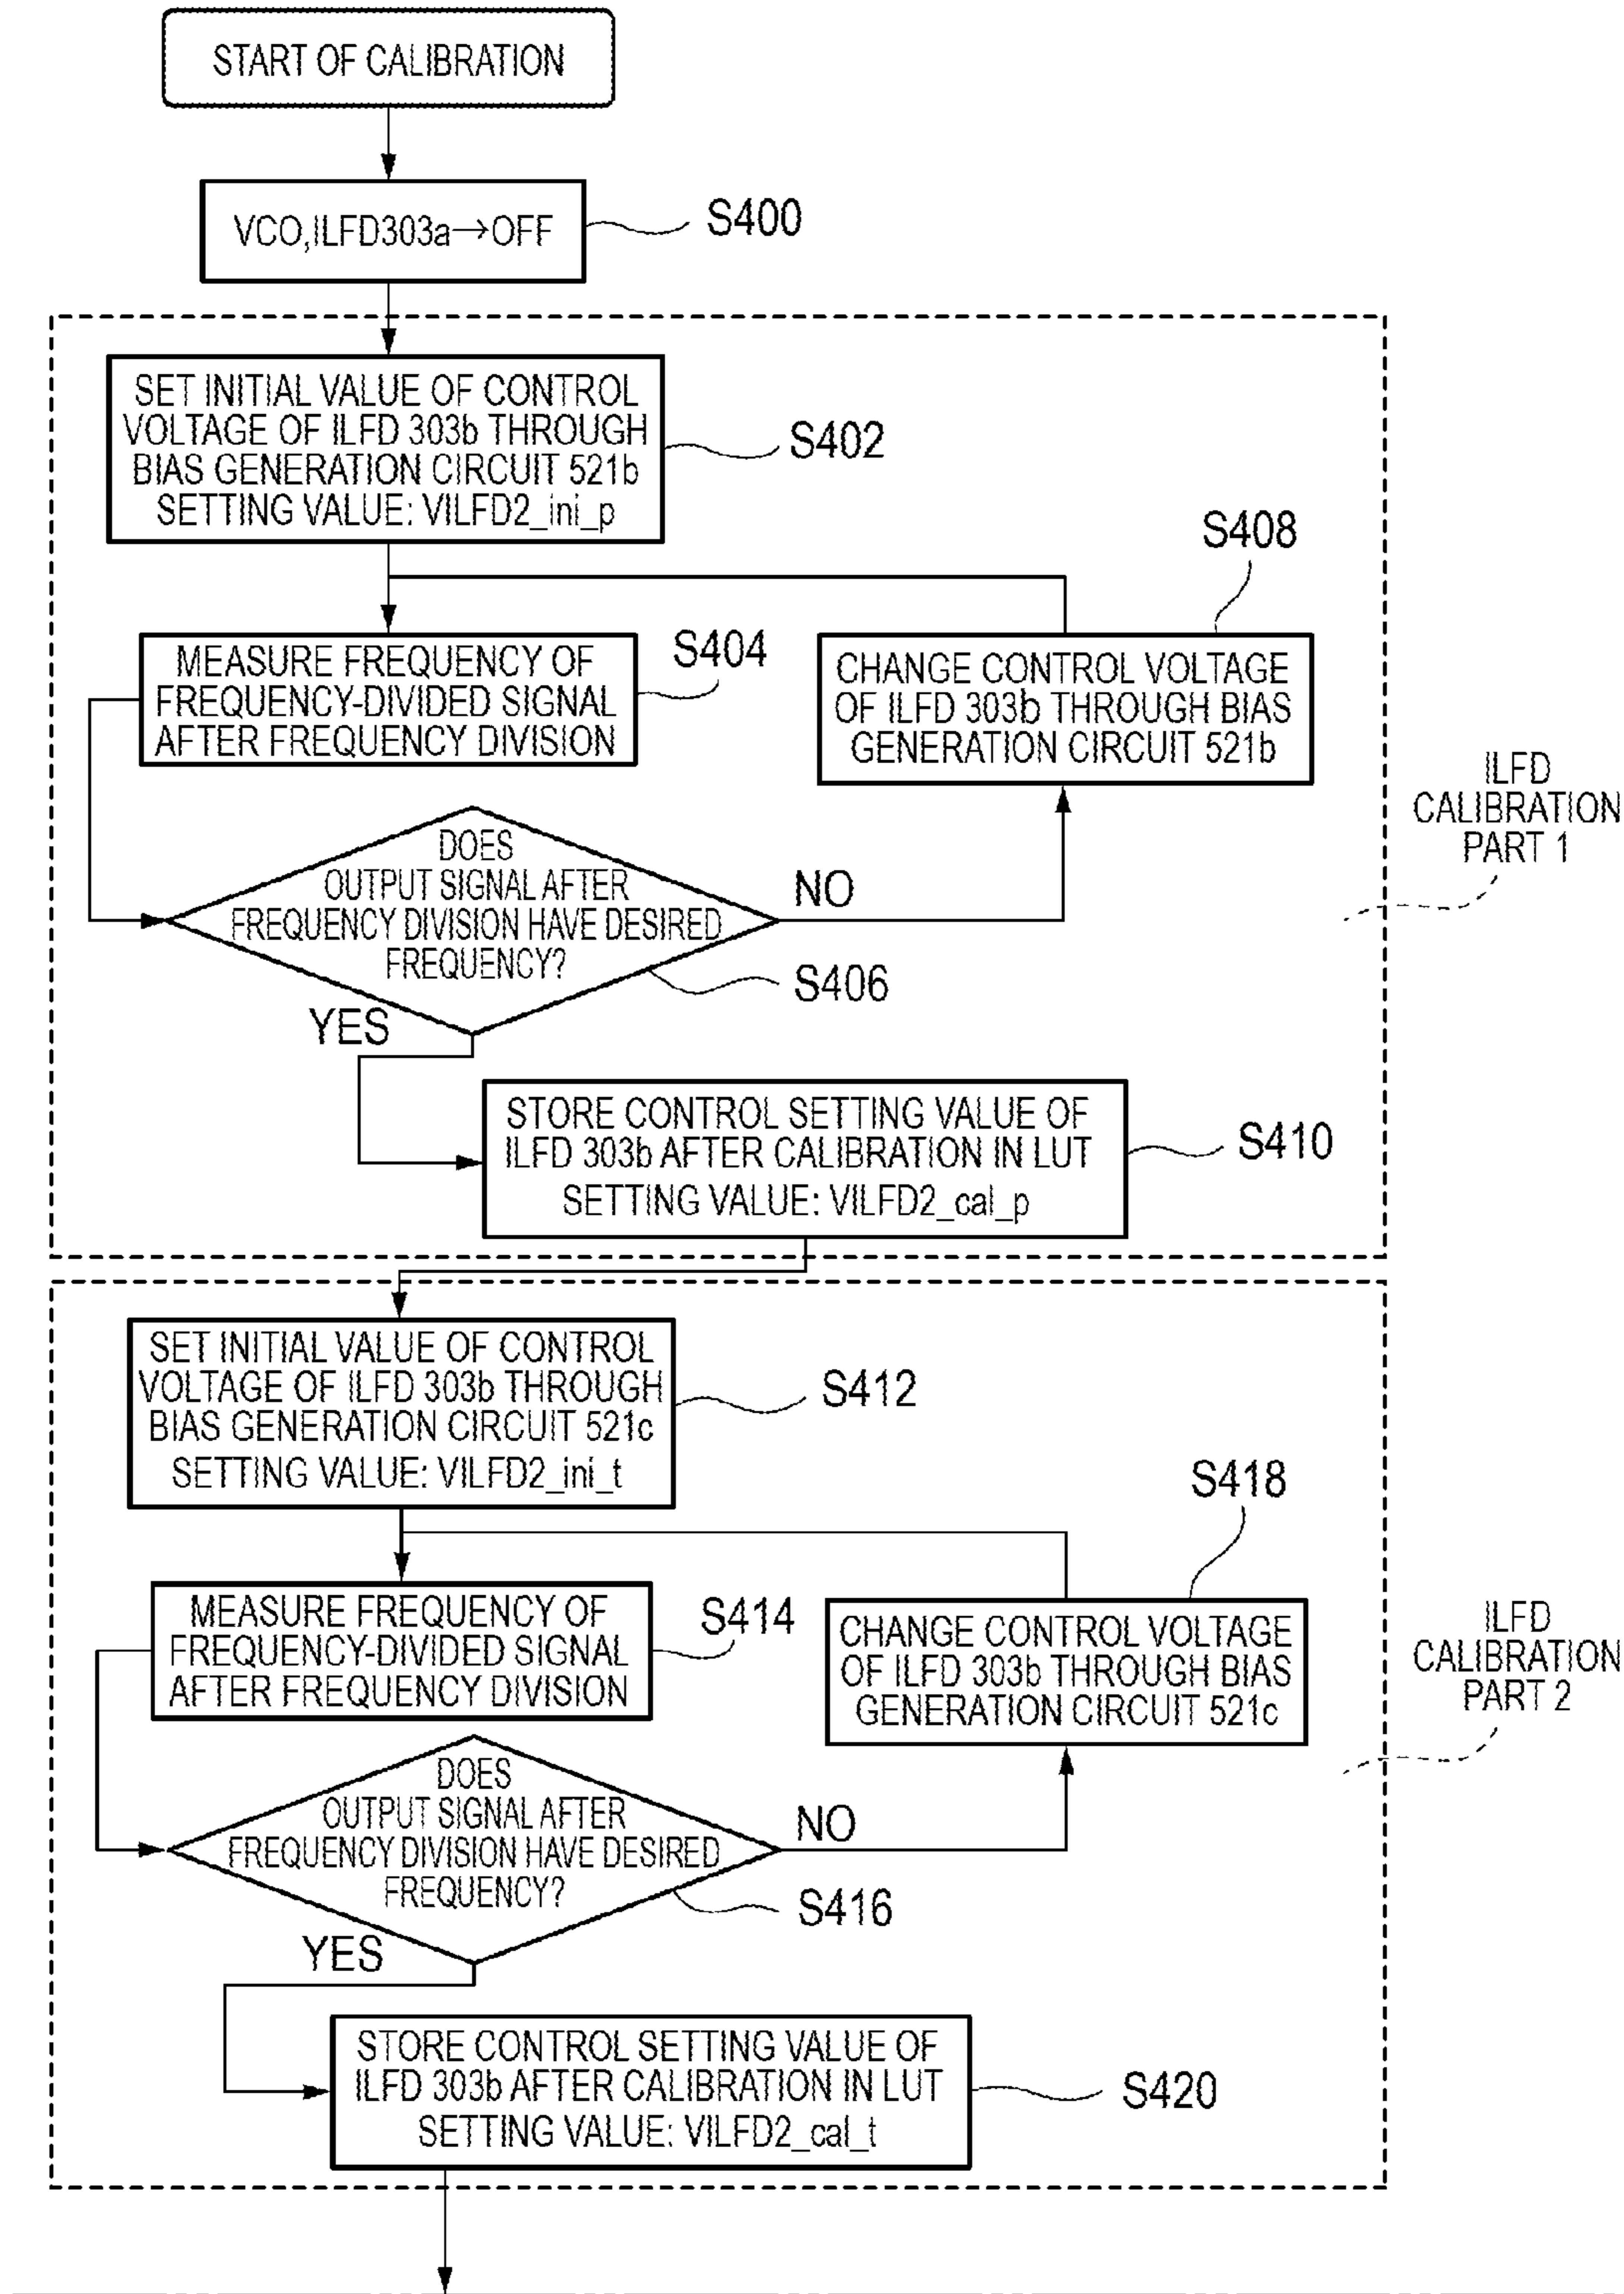 START OF CALIBRATION
VCO,ILFD303a→OFF
S400
SET INITIAL VALUE OF CONTROL
VOLTAGE OF ILFD 303b THROUGH
BIAS GENERATION CIRCUIT 521b
SETTING VALUE: VILFD2_ini_p
S402
S408
MEASURE FREQUENCY OF
FREQUENCY-DIVIDED SIGNAL
AFTER FREQUENCY DIVISION
S404
CHANGE CONTROL VOLTAGE
OF ILFD 303b THROUGH BIAS
GENERATION CIRCUIT 521b
ILFD
CALIBRATION
PART 1
DOES
OUTPUT SIGNAL AFTER
FREQUENCY DIVISION HAVE DESIRED
FREQUENCY?
NO
S406
YES
STORE CONTROL SETTING VALUE OF
ILFD 303b AFTER CALIBRATION IN LUT
SETTING VALUE: VILFD2_cal_p
S410
SET INITIAL VALUE OF CONTROL
VOLTAGE OF ILFD 303b THROUGH
BIAS GENERATION CIRCUIT 521c
SETTING VALUE: VILFD2_ini_t
S412
S418
MEASURE FREQUENCY OF
FREQUENCY-DIVIDED SIGNAL
AFTER FREQUENCY DIVISION
S414
CHANGE CONTROL VOLTAGE
OF ILFD 303b THROUGH BIAS
GENERATION CIRCUIT 521c
ILFD
CALIBRATION
PART 2
DOES
OUTPUT SIGNAL AFTER
FREQUENCY DIVISION HAVE DESIRED
FREQUENCY?
NO
S416
YES
STORE CONTROL SETTING VALUE OF
ILFD 303b AFTER CALIBRATION IN LUT
SETTING VALUE: VILFD2_cal_t
S420